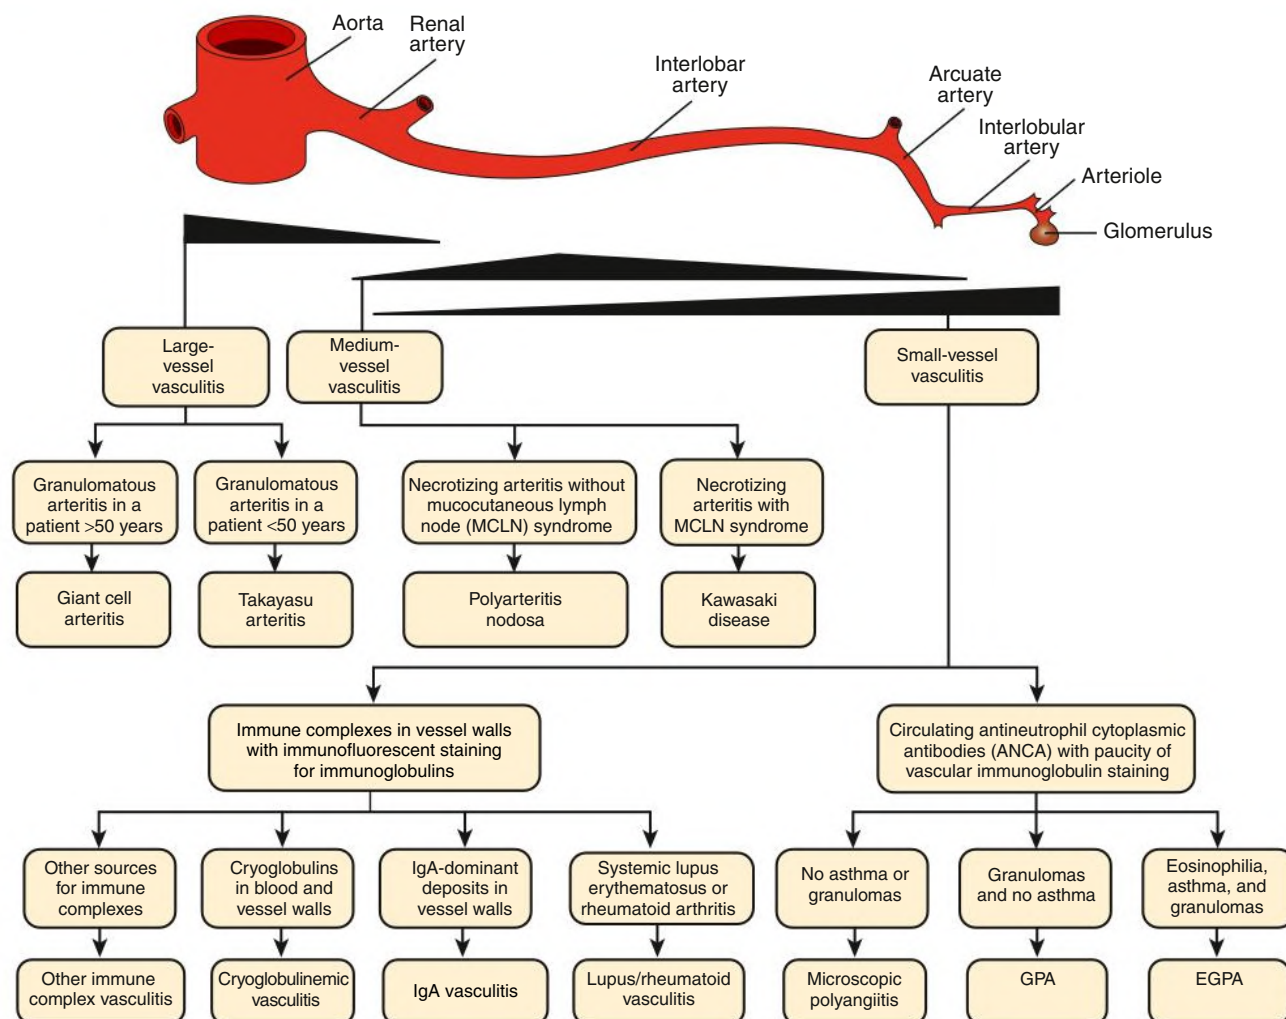 Aorta
Renal
artery
Interlobar
artery
Arcuate
artery
Interlobular
artery
Arteriole
Glomerulus
Large-
vessel
vasculitis
Medium-
vessel
vasculitis
Small-vessel
vasculitis
Granulomatous
arteritis in a
patient >50 years
Granulomatous
arteritis in a
patient <50 years
Necrotizing arteritis without
mucocutaneous lymph
node (MCLN) syndrome
Necrotizing
arteritis with
MCLN syndrome
Giant cell
arteritis
Takayasu
arteritis
Polyarteritis
nodosa
Kawasaki
disease
Immune complexes in vessel walls
with immunofluorescent staining
for immunoglobulins
Circulating antineutrophil cytoplasmic
antibodies (ANCA) with paucity of
vascular immunoglobulin staining
Other sources
for immune
complexes
Cryoglobulins
in blood and
vessel walls
IgA-dominant
deposits in
vessel walls
Systemic lupus
erythematosus or
rheumatoid arthritis
No asthma or
granulomas
Granulomas
and no asthma
Eosinophilia,
asthma, and
granulomas
Other immune
complex vasculitis
Cryoglobulinemic
vasculitis
IgA vasculitis
Lupus/rheumatoid
vasculitis
Microscopic
polyangiitis
GPA
EGPA